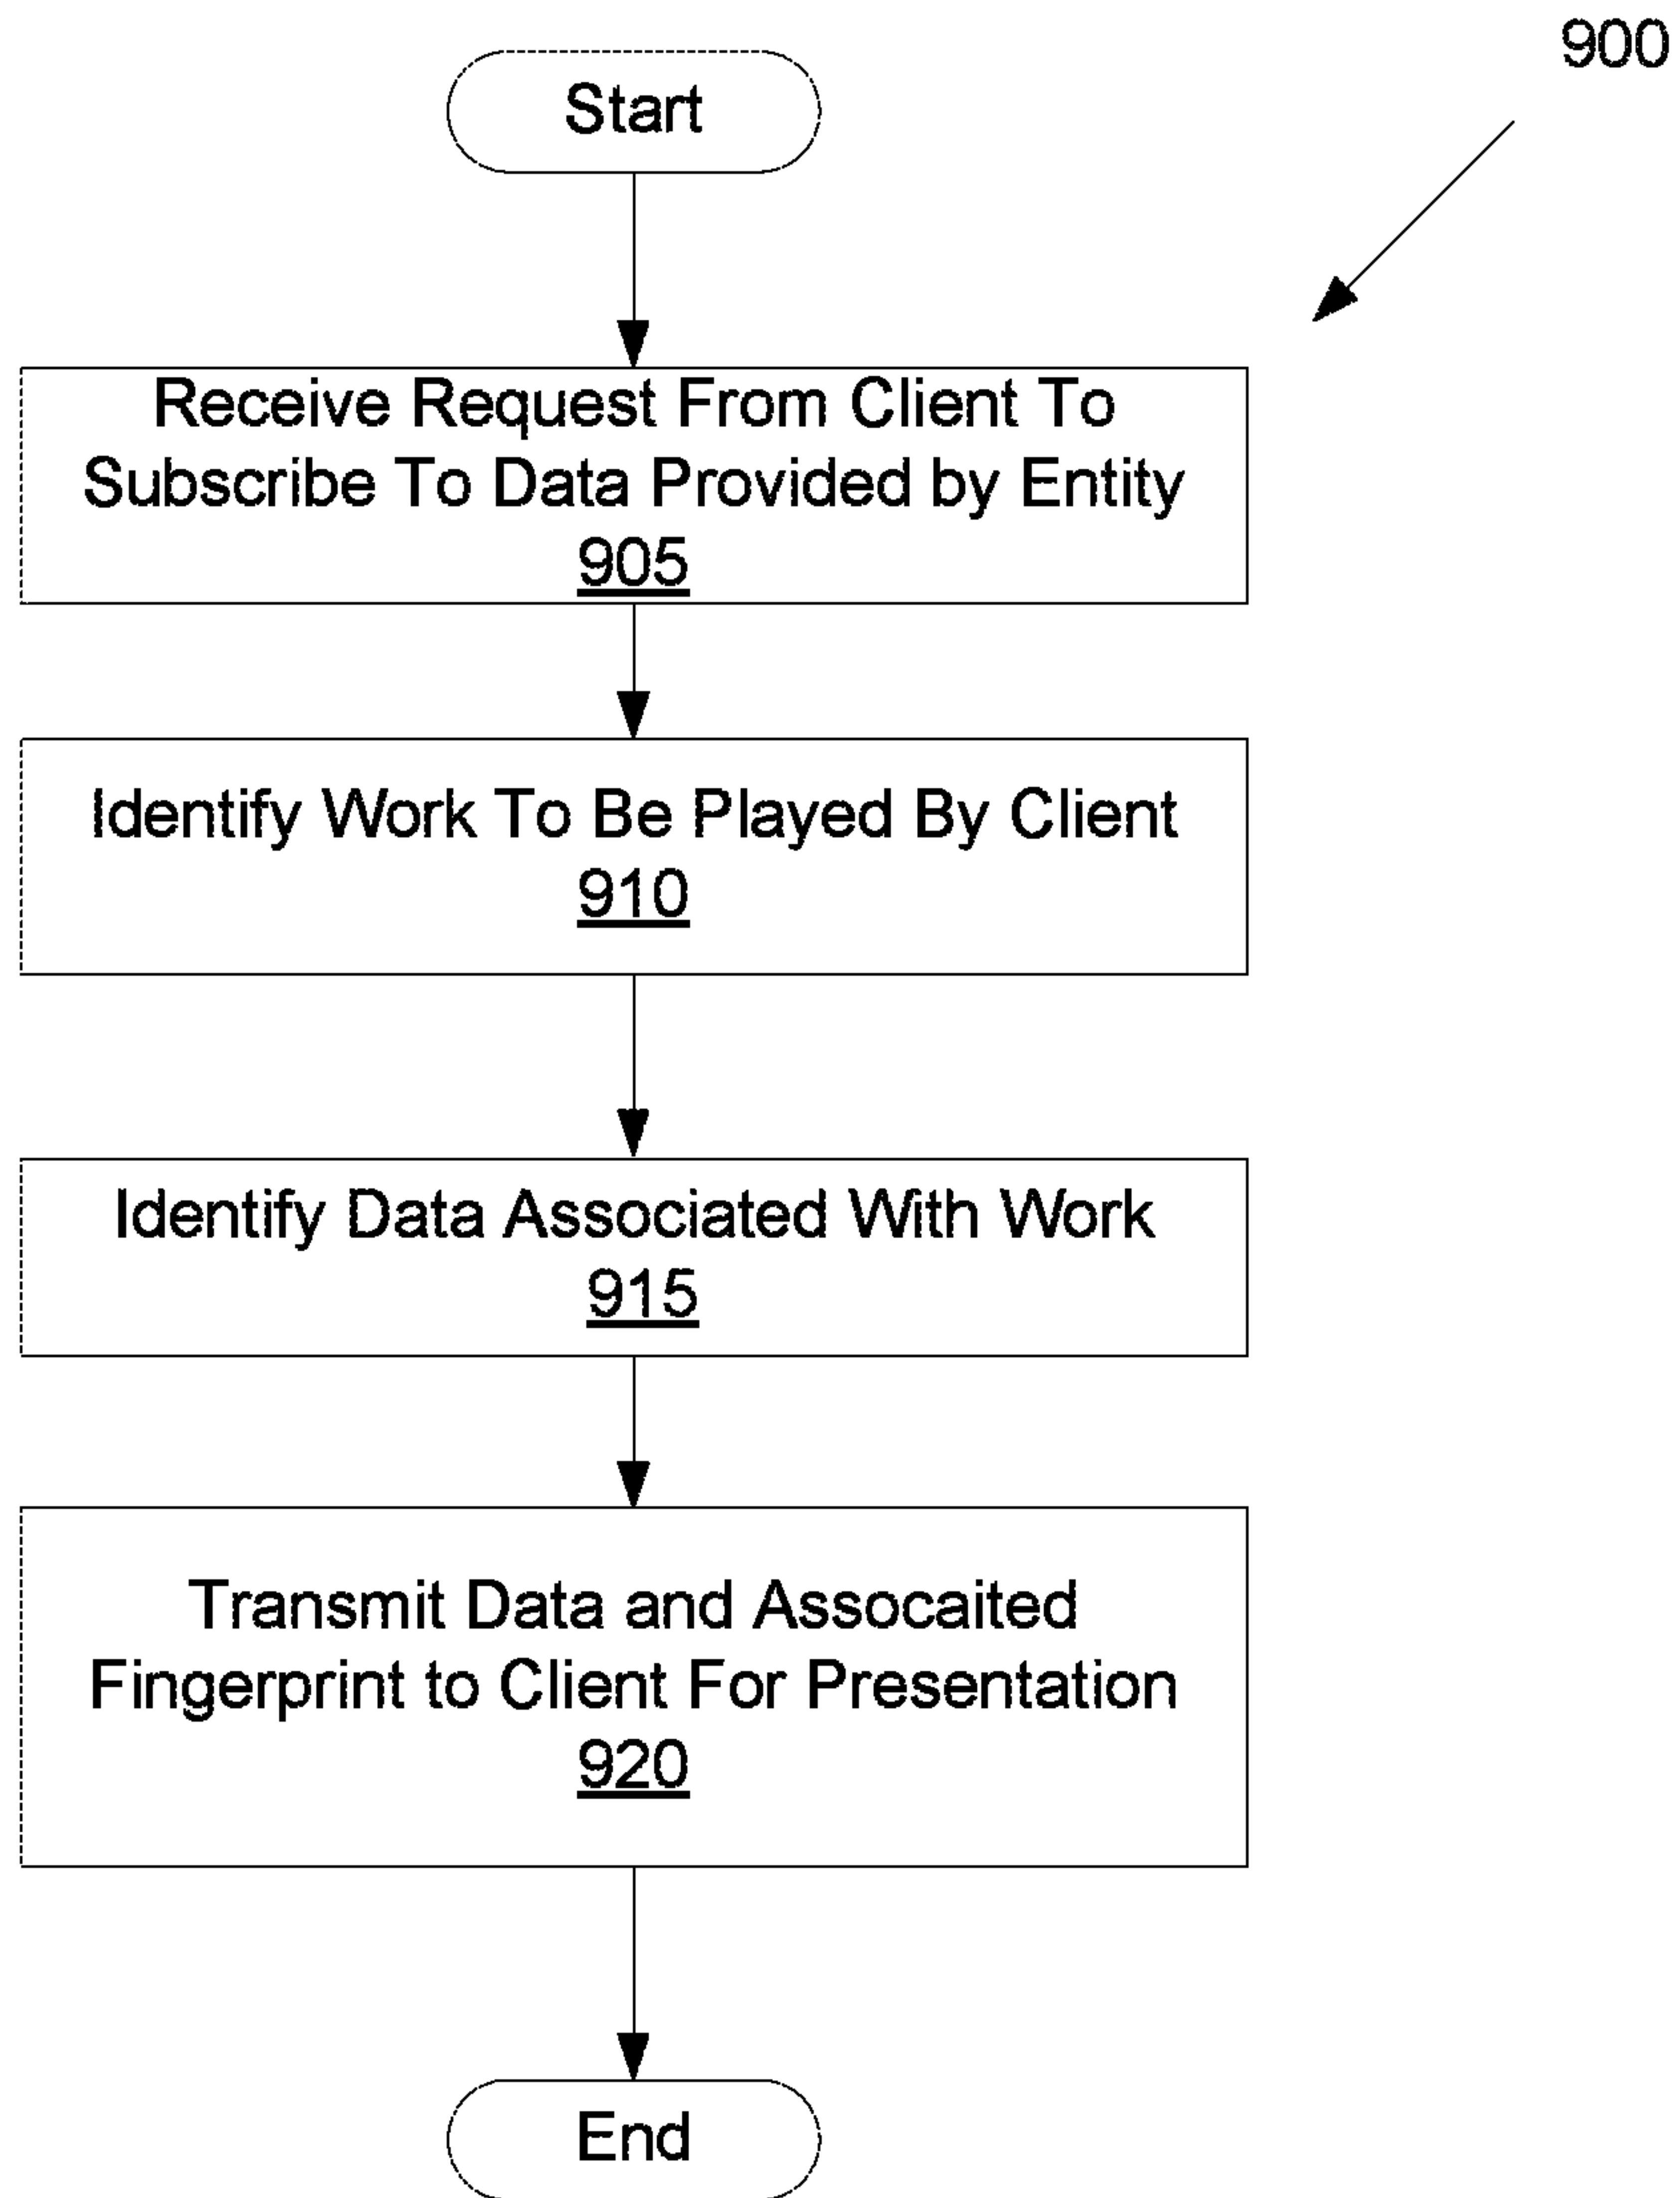 900
Start
Receive Request From Client To
Subscribe To Data Provided by Entity
905
Identify Work To Be Played By Client
910
Identify Data Associated With Work
915
Transmit Data and Assocaited
Fingerprint to Client For Presentation
920
End